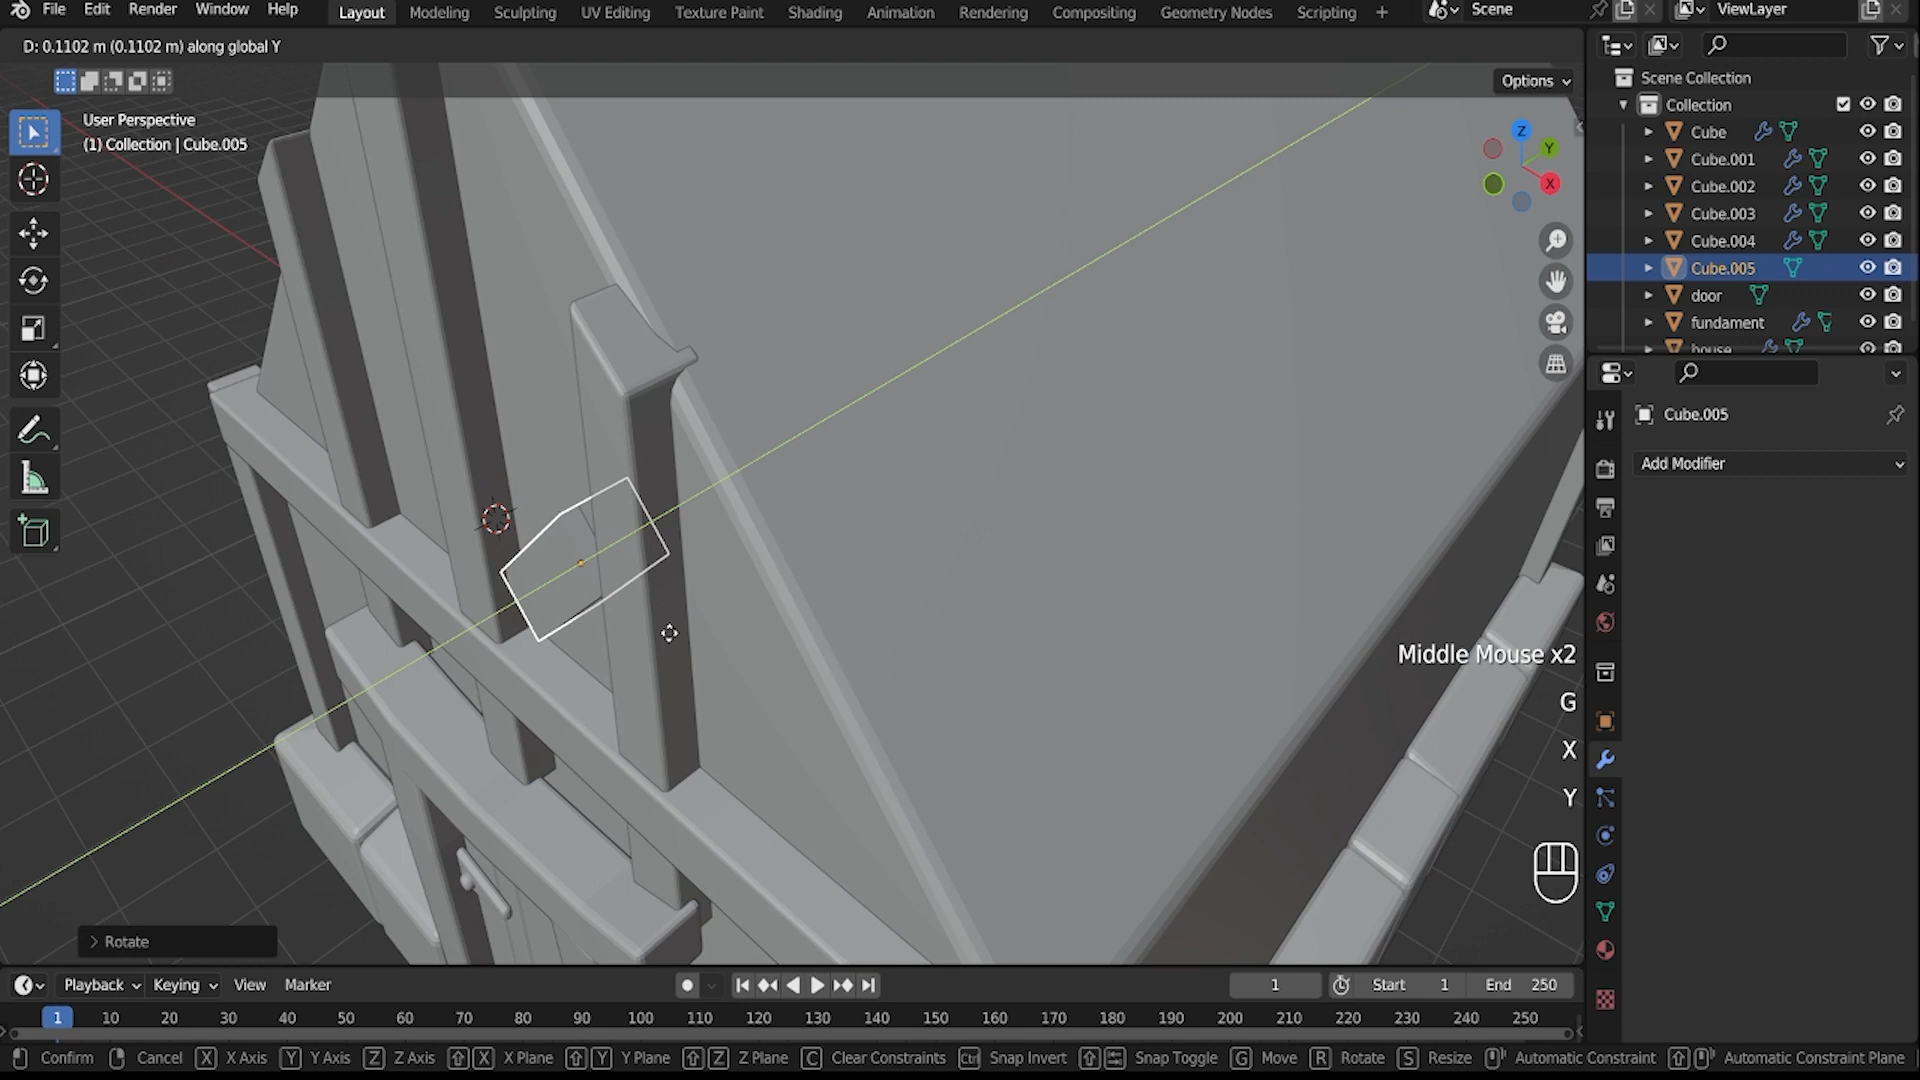 File Edit Render Window Help Layout Modeling Sculpting UV Editing Texture Paint Shading Animation Rendering Compositing Geometry Nodes Scripting + Scene ViewLayer
D: 0.1102 m (0.1102 m) along global Y
Options
User Perspective
(1) Collection | Cube.005
Z
Y
X
Scene Collection
Collection
Cube
Cube.001
Cube.002
Cube.003
Cube.004
Cube.005
door
fundament
house
Cube.005
Add Modifier
Middle Mouse x2
G
X
Y
Rotate
Playback Keying View Marker 1 Start 1 End 250
1 10 20 30 40 50 60 70 80 90 100 110 120 130 140 150 160 170 180 190 200 210 220 230 240 250
Confirm Cancel X X Axis Y Y Axis Z Z Axis X X Plane Y Y Plane Z Z Plane C Clear Constraints Ctrl Snap Invert Snap Toggle G Move R Rotate S Resize Automatic Constraint Automatic Constraint Plane